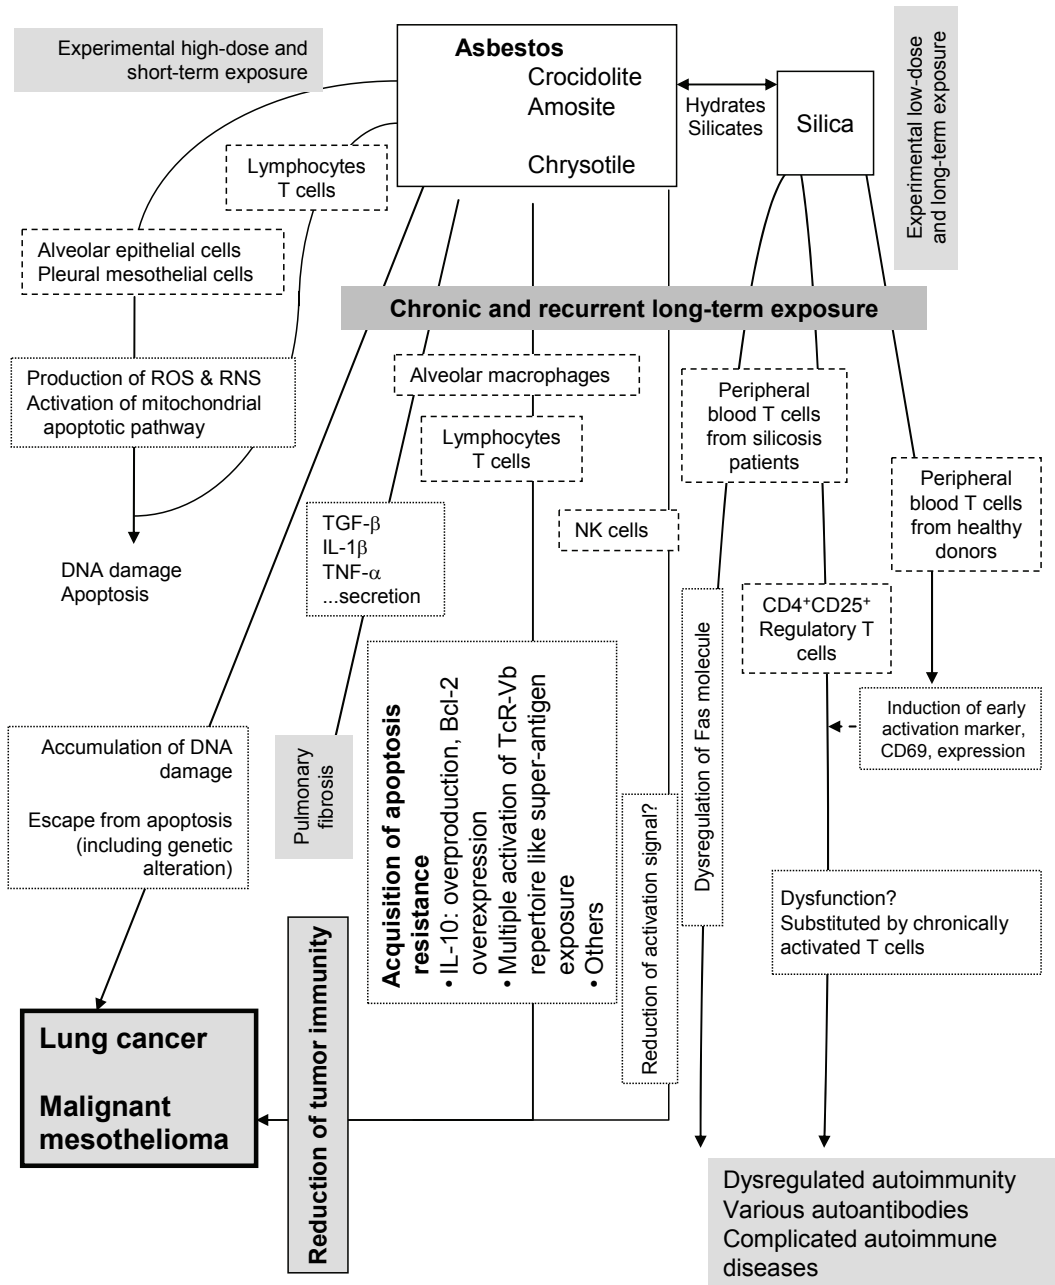 Experimental high-dose and
short-term exposure
Asbestos
Crocidolite
Amosite
Chrysotile
Hydrates
Silicates
Silica
Experimental low-dose
and long-term exposure
Lymphocytes
T cells
Alveolar epithelial cells
Pleural mesothelial cells
Chronic and recurrent long-term exposure
Production of ROS & RNS
Activation of mitochondrial
apoptotic pathway
Alveolar macrophages
Lymphocytes
T cells
Peripheral
blood T cells
from silicosis
patients
Peripheral
blood T cells
from healthy
donors
TGF-β
IL-1β
TNF-α
...secretion
NK cells
DNA damage
Apoptosis
CD4⁺CD25⁺
Regulatory T
cells
Dysregulation of Fas molecule
Induction of early
activation marker,
CD69, expression
Accumulation of DNA
damage
Escape from apoptosis
(including genetic
alteration)
Pulmonary
fibrosis
Acquisition of apoptosis
resistance
• IL-10: overproduction, Bcl-2
overexpression
• Multiple activation of TcR-Vb
repertoire like super-antigen
exposure
• Others
Reduction of activation signal?
Dysfunction?
Substituted by chronically
activated T cells
Reduction of tumor immunity
Lung cancer
Malignant
mesothelioma
Dysregulated autoimmunity
Various autoantibodies
Complicated autoimmune
diseases